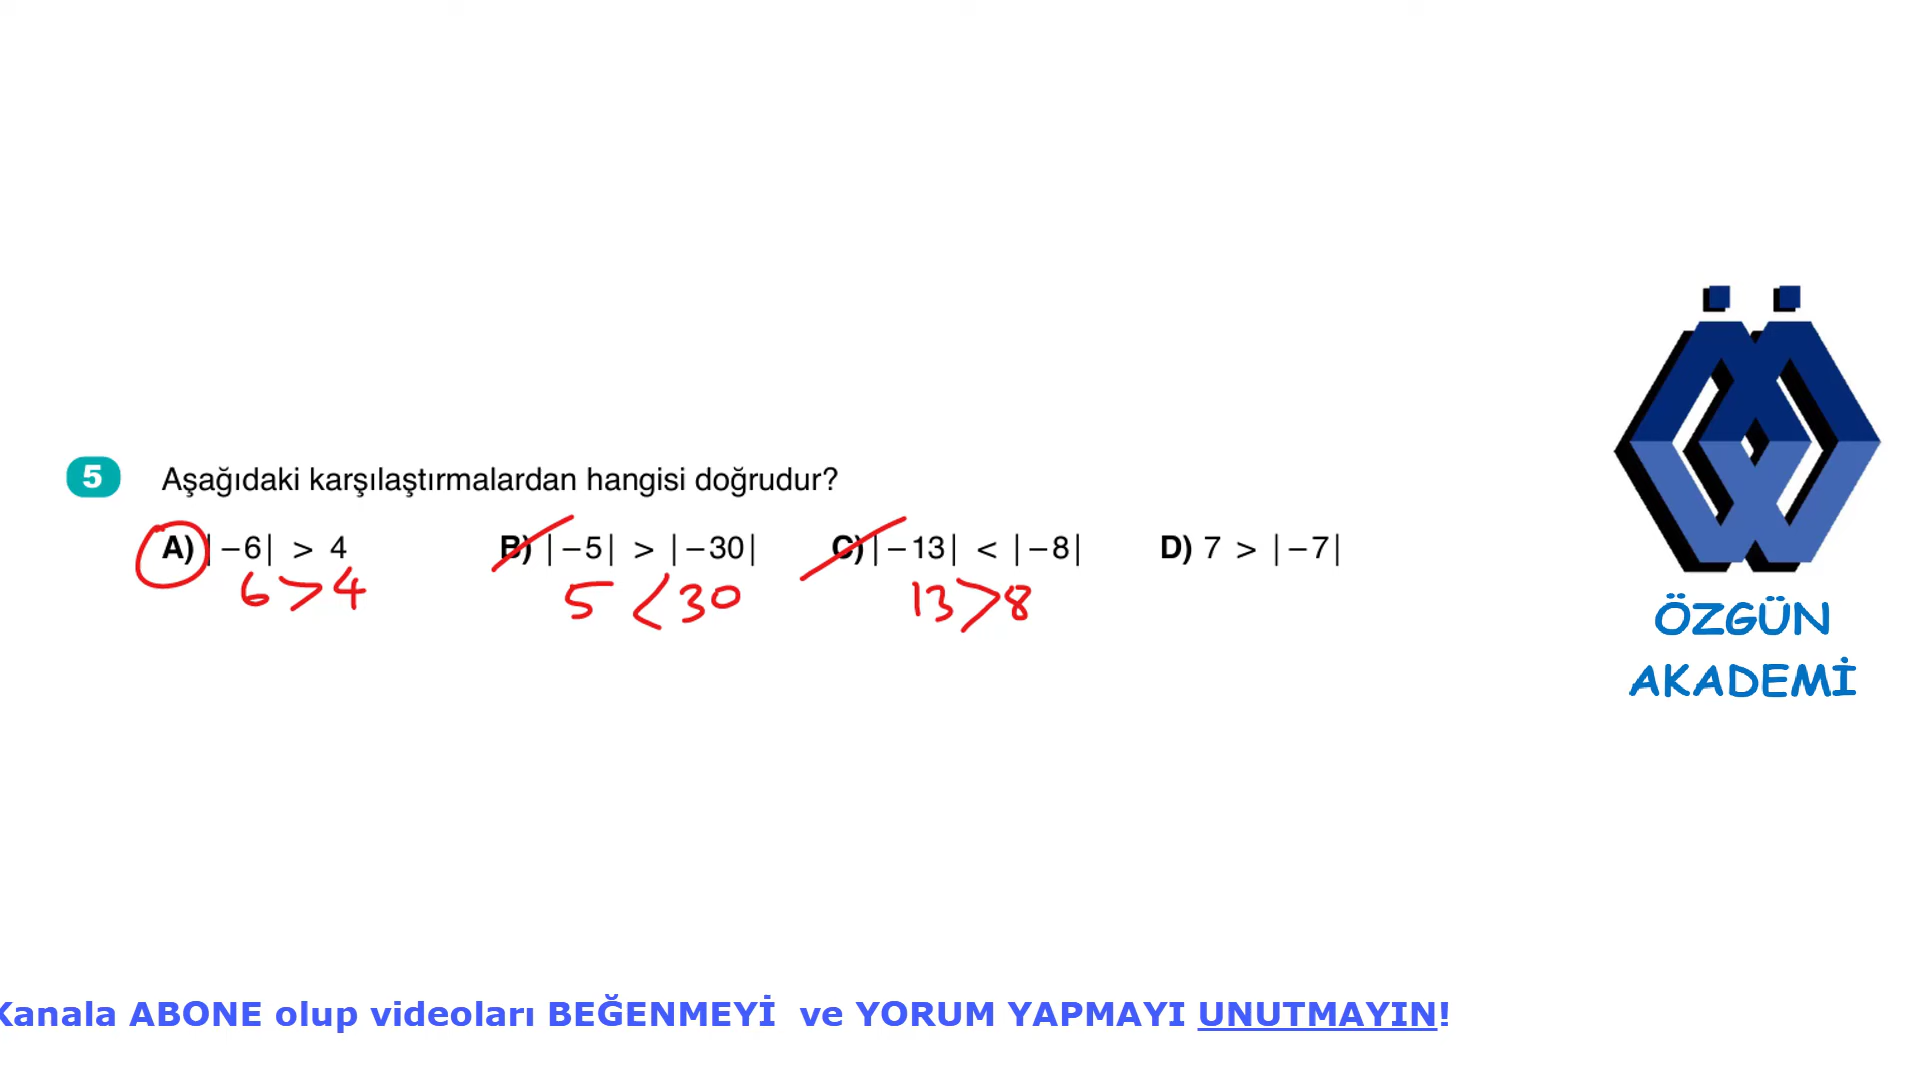 5 Aşağıdaki karşılaştırmalardan hangisi doğrudur?
A) |−6| > 4 B) |−5| > |−30| C) |−13| < |−8| D) 7 > |−7|
6 > 4 5 < 30 13 > 8
ÖZGÜN
AKADEMİ
Kanala ABONE olup videoları BEĞENMEYİ ve YORUM YAPMAYI UNUTMAYIN!